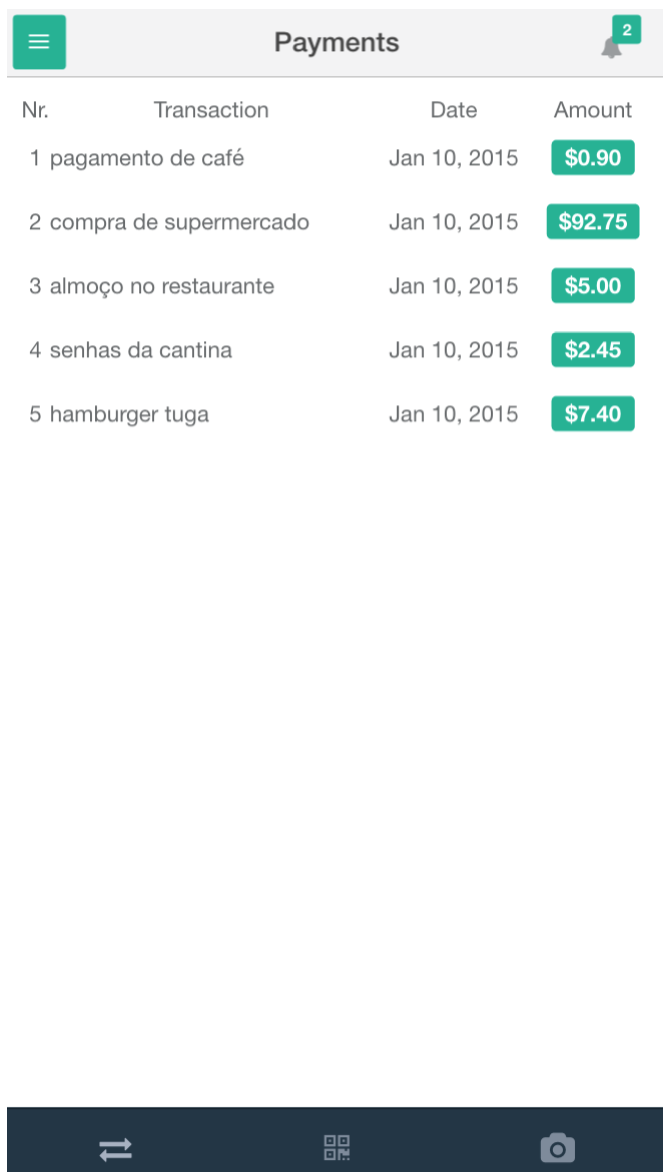 Payments 2
Nr. Transaction Date Amount
1 pagamento de café Jan 10, 2015 $0.90
2 compra de supermercado Jan 10, 2015 $92.75
3 almoço no restaurante Jan 10, 2015 $5.00
4 senhas da cantina Jan 10, 2015 $2.45
5 hamburger tuga Jan 10, 2015 $7.40